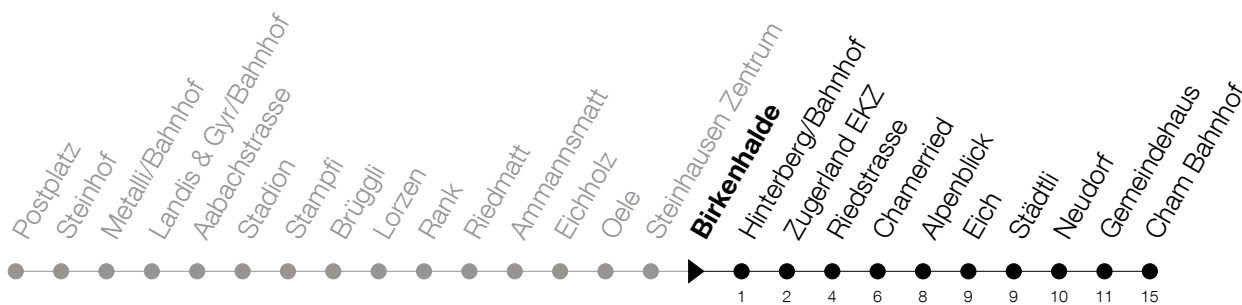 Postplatz
Steinhof
Metalli/Bahnhof
Landis & Gyr/Bahnhof
Aabachstrasse
Stadion
Stampfi
Brüggli
Lorzen
Rank
Riedmatt
Ammannsmatt
Eichholz
Oele
Steinhausen Zentrum
Birkenhalde
Hinterberg/Bahnhof
Zugerland EKZ
Riedstrasse
Chamerried
Alpenblick
Eich
Städtli
Neudorf
Gemeindehaus
Cham Bahnhof
1 2 4 6 8 9 9 10 11 15